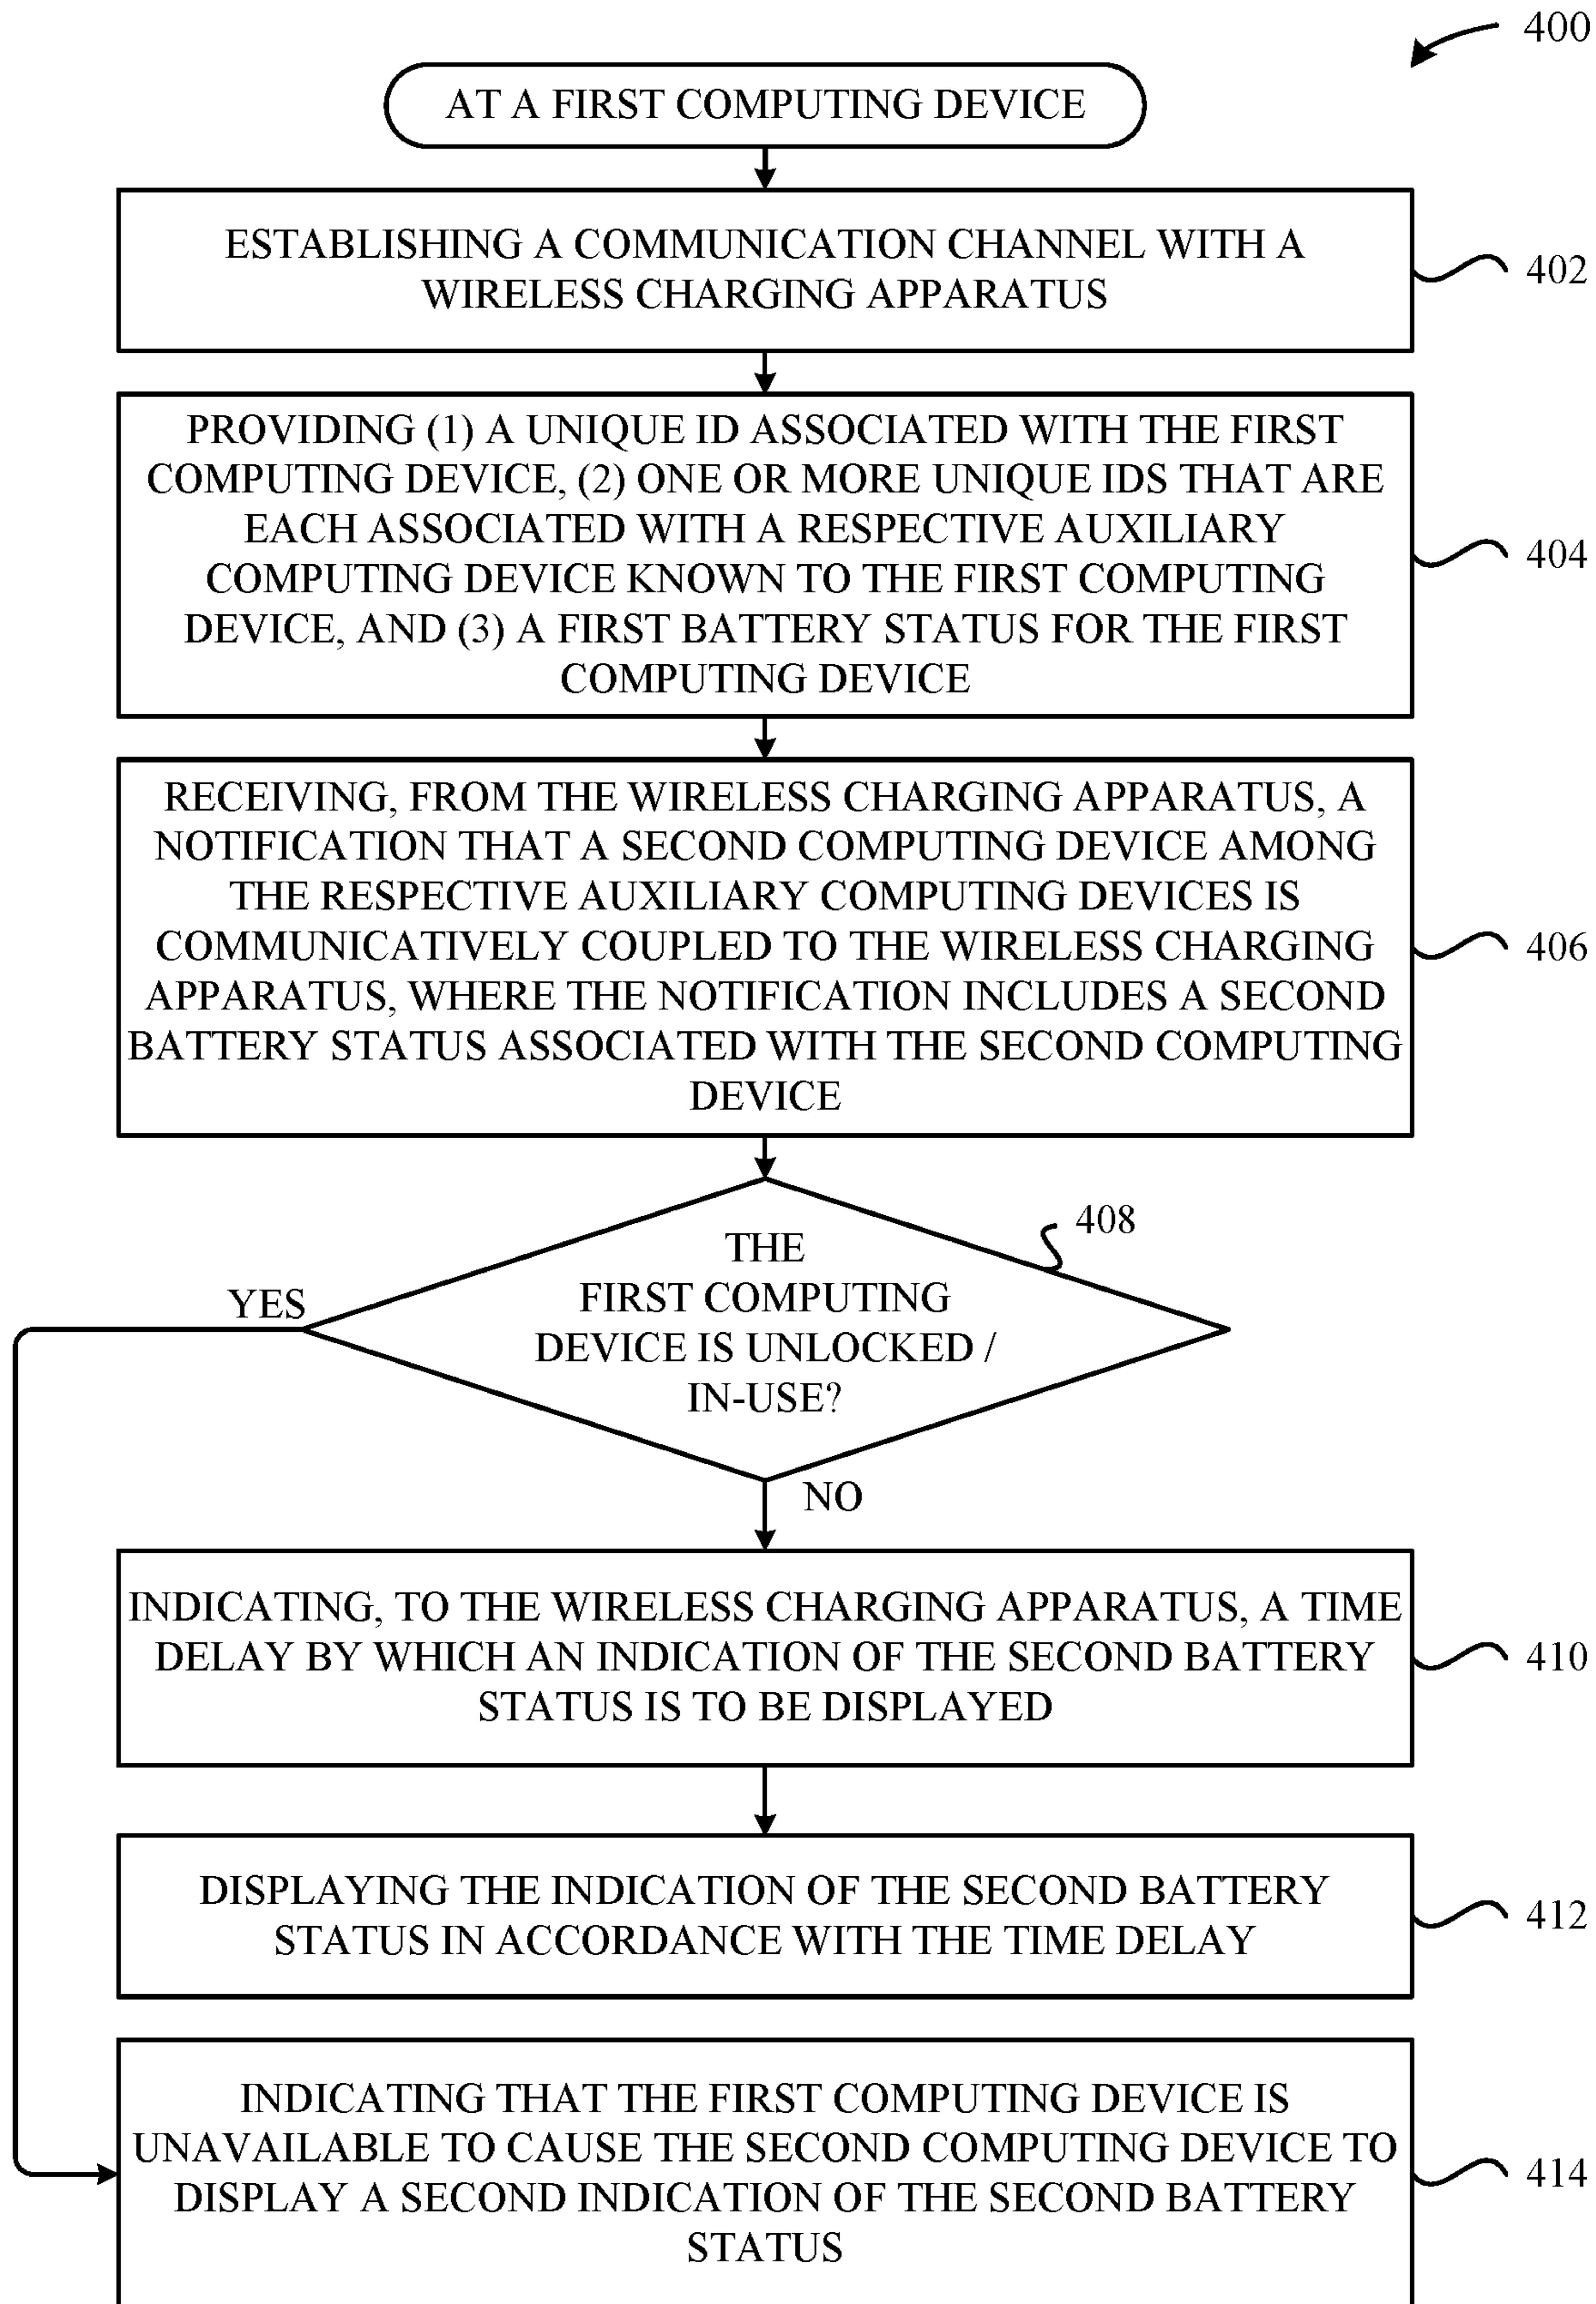 400
AT A FIRST COMPUTING DEVICE
ESTABLISHING A COMMUNICATION CHANNEL WITH A
WIRELESS CHARGING APPARATUS
402
PROVIDING (1) A UNIQUE ID ASSOCIATED WITH THE FIRST
COMPUTING DEVICE, (2) ONE OR MORE UNIQUE IDS THAT ARE
EACH ASSOCIATED WITH A RESPECTIVE AUXILIARY
COMPUTING DEVICE KNOWN TO THE FIRST COMPUTING
DEVICE, AND (3) A FIRST BATTERY STATUS FOR THE FIRST
COMPUTING DEVICE
404
RECEIVING, FROM THE WIRELESS CHARGING APPARATUS, A
NOTIFICATION THAT A SECOND COMPUTING DEVICE AMONG
THE RESPECTIVE AUXILIARY COMPUTING DEVICES IS
COMMUNICATIVELY COUPLED TO THE WIRELESS CHARGING
APPARATUS, WHERE THE NOTIFICATION INCLUDES A SECOND
BATTERY STATUS ASSOCIATED WITH THE SECOND COMPUTING
DEVICE
406
408
THE
FIRST COMPUTING
DEVICE IS UNLOCKED /
IN-USE?
YES
NO
INDICATING, TO THE WIRELESS CHARGING APPARATUS, A TIME
DELAY BY WHICH AN INDICATION OF THE SECOND BATTERY
STATUS IS TO BE DISPLAYED
410
DISPLAYING THE INDICATION OF THE SECOND BATTERY
STATUS IN ACCORDANCE WITH THE TIME DELAY
412
INDICATING THAT THE FIRST COMPUTING DEVICE IS
UNAVAILABLE TO CAUSE THE SECOND COMPUTING DEVICE TO
DISPLAY A SECOND INDICATION OF THE SECOND BATTERY
STATUS
414